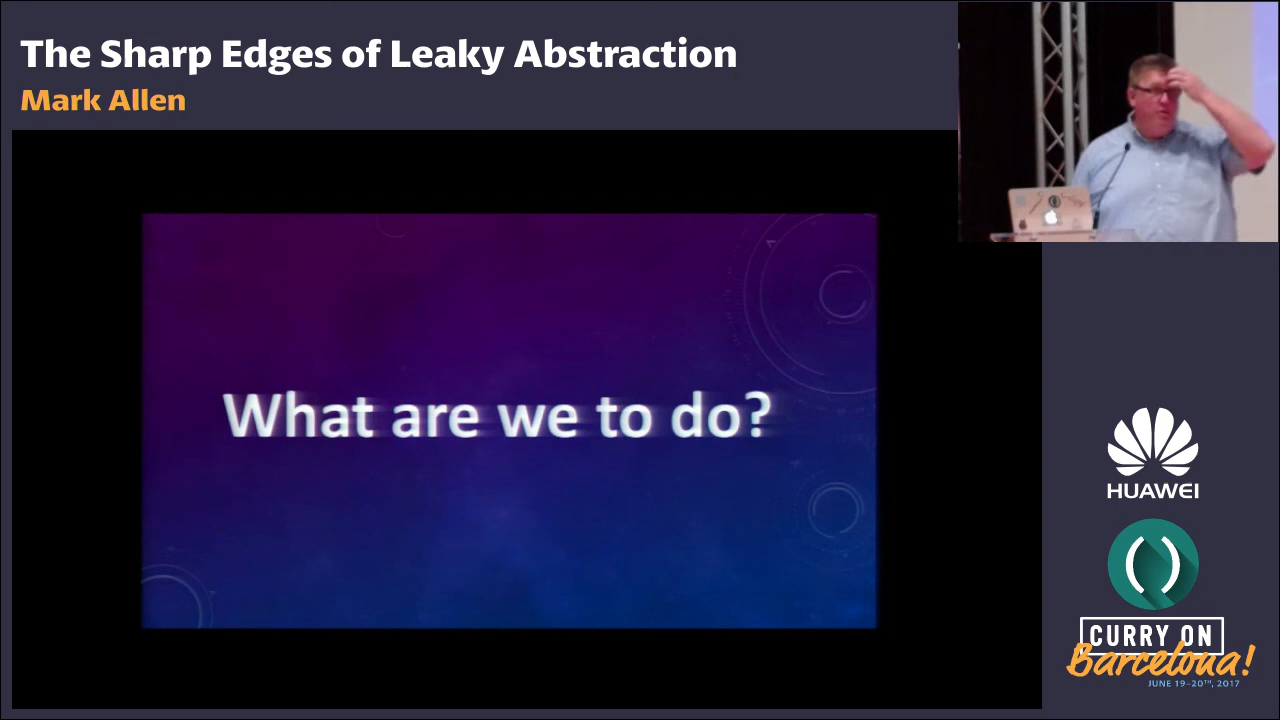 The Sharp Edges of Leaky Abstraction
Mark Allen
What are we to do?
HUAWEI
CURRY ON
Barcelona!
JUNE 19-20TH, 2017